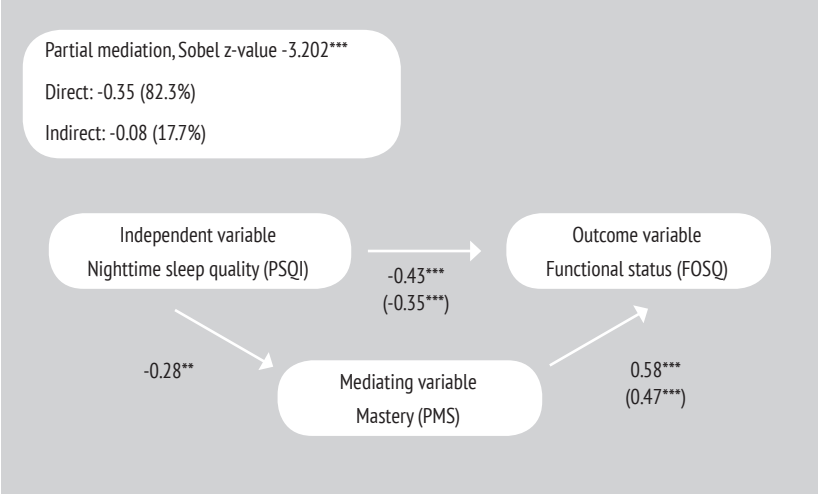 Partial mediation, Sobel z-value -3.202***
Direct: -0.35 (82.3%)
Indirect: -0.08 (17.7%)
Independent variable
Nighttime sleep quality (PSQI)
Outcome variable
Functional status (FOSQ)
-0.43***
(-0.35***)
-0.28**
Mediating variable
Mastery (PMS)
0.58***
(0.47***)